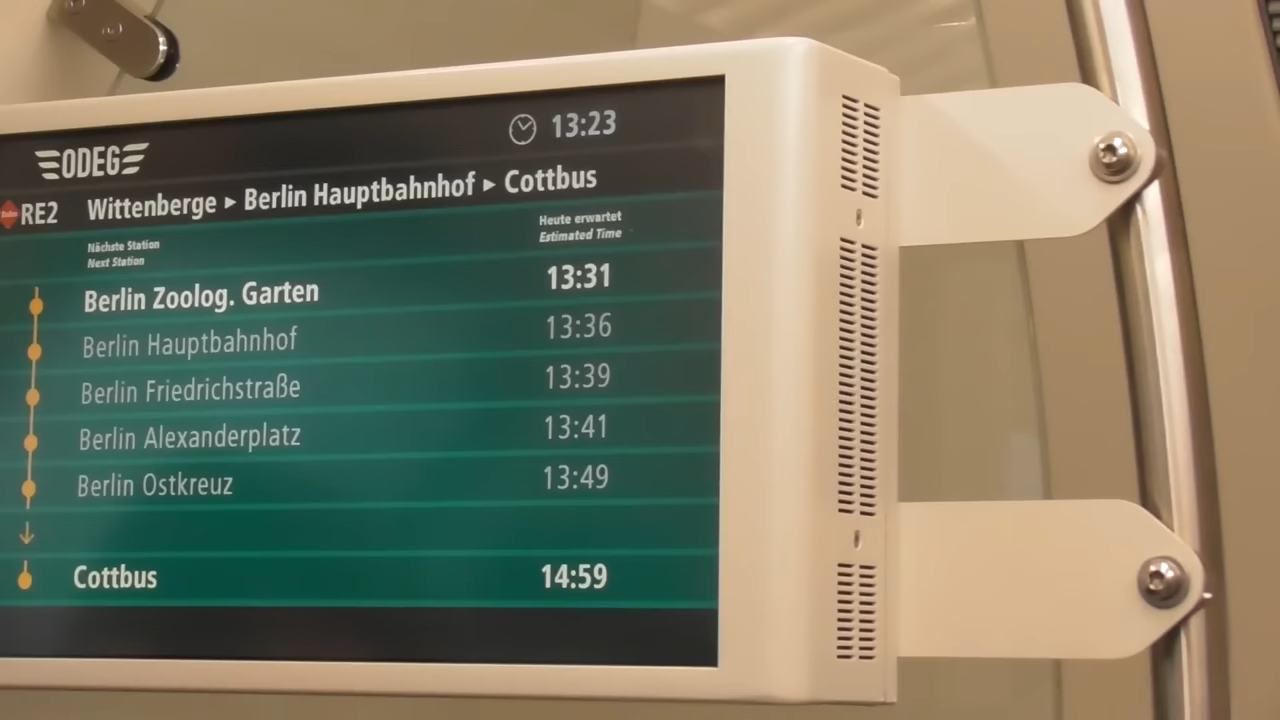 13:23
ODEG
RE2 Wittenberge ▸ Berlin Hauptbahnhof ▸ Cottbus
Nächste Station Heute erwartet
Next Station Estimated Time
Berlin Zoolog. Garten 13:31
Berlin Hauptbahnhof 13:36
Berlin Friedrichstraße 13:39
Berlin Alexanderplatz 13:41
Berlin Ostkreuz 13:49
Cottbus 14:59